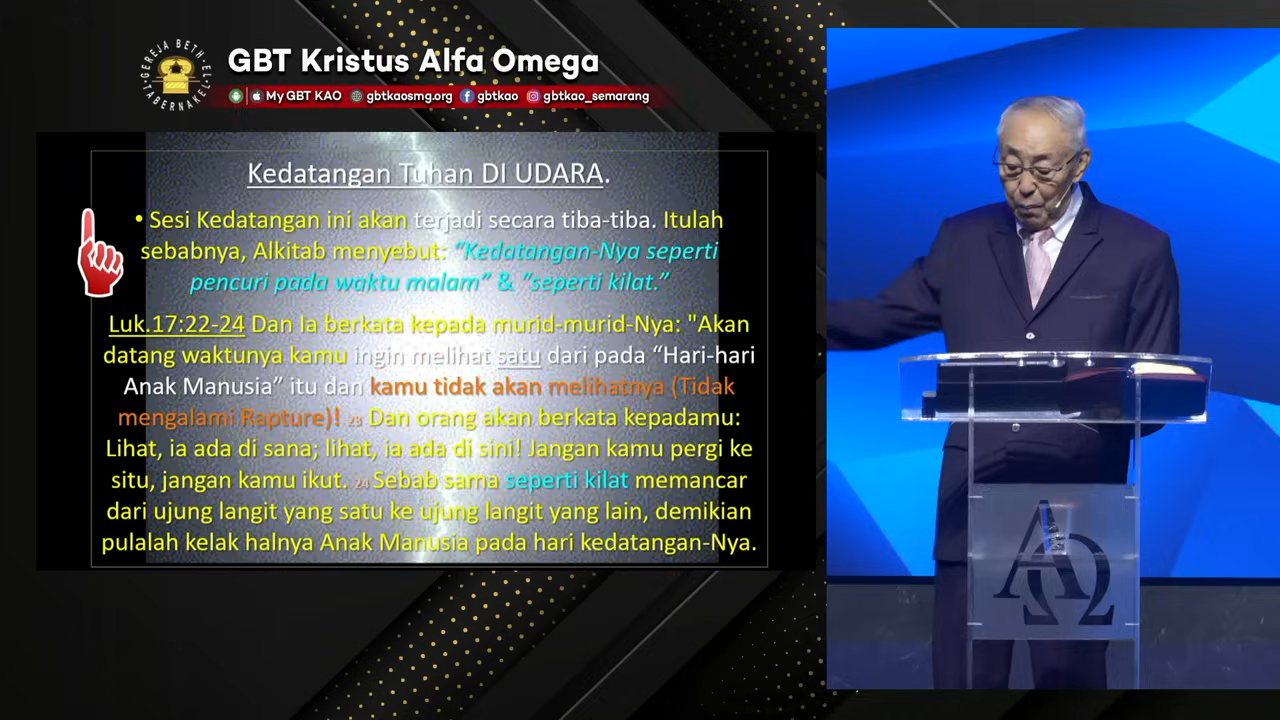 GEREJA BETH-EL
TABERNAKEL
GBT Kristus Alfa Omega
My GBT KAO gbtkaosmg.org gbtkao gbtkao_semarang
Kedatangan Tuhan DI UDARA.
• Sesi Kedatangan ini akan terjadi secara tiba-tiba. Itulah
sebabnya, Alkitab menyebut: “Kedatangan-Nya seperti
pencuri pada waktu malam” & “seperti kilat.”
Luk.17:22-24 Dan Ia berkata kepada murid-murid-Nya: "Akan
datang waktunya kamu ingin melihat satu dari pada “Hari-hari
Anak Manusia” itu dan kamu tidak akan melihatnya (Tidak
mengalami Rapture)! 23 Dan orang akan berkata kepadamu:
Lihat, ia ada di sana; lihat, ia ada di sini! Jangan kamu pergi ke
situ, jangan kamu ikut. 24 Sebab sama seperti kilat memancar
dari ujung langit yang satu ke ujung langit yang lain, demikian
pulalah kelak halnya Anak Manusia pada hari kedatangan-Nya.
ΑΩ